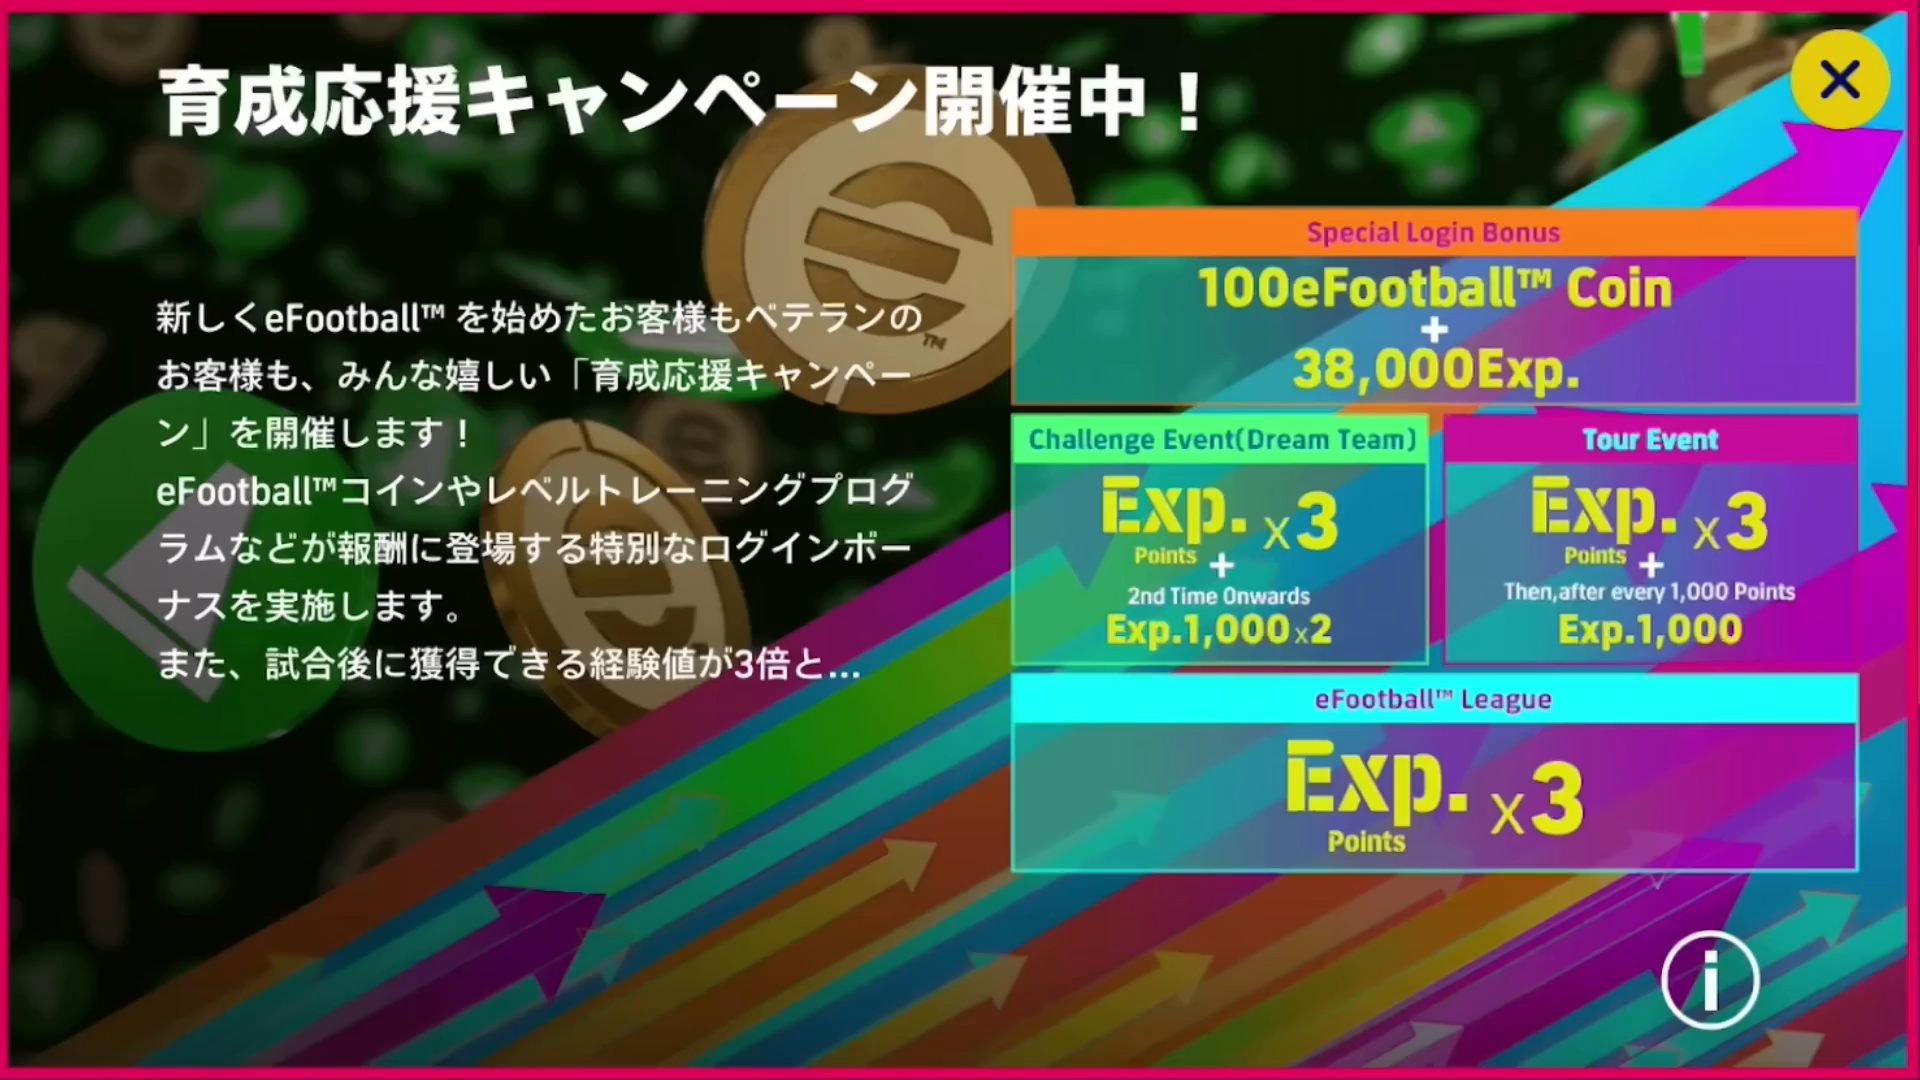 育成応援キャンペーン開催中！
新しくeFootball™ を始めたお客様もベテランの
お客様も、みんな嬉しい「育成応援キャンペー
ン」を開催します！
eFootball™コインやレベルトレーニングプログ
ラムなどが報酬に登場する特別なログインボー
ナスを実施します。
また、試合後に獲得できる経験値が3倍と...
Special Login Bonus
100eFootball™ Coin
+
38,000Exp.
Challenge Event(Dream Team)
Exp. x3
Points
+
2nd Time Onwards
Exp.1,000x2
Tour Event
Exp. x3
Points
+
Then,after every 1,000 Points
Exp.1,000
eFootball™ League
Exp. x3
Points
TM